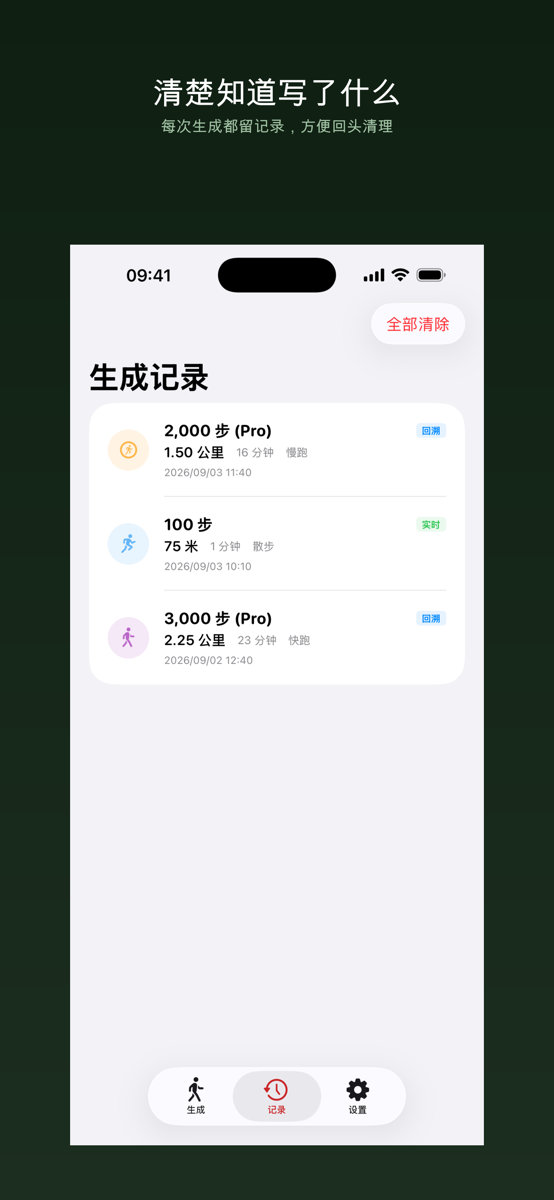 清楚知道写了什么
每次生成都留记录，方便回头清理
09:41
全部清除
生成记录
2,000 步 (Pro) 回溯
1.50 公里 16 分钟 慢跑
2026/09/03 11:40
100 步 实时
75 米 1 分钟 散步
2026/09/03 10:10
3,000 步 (Pro) 回溯
2.25 公里 23 分钟 快跑
2026/09/02 12:40
生成 记录 设置